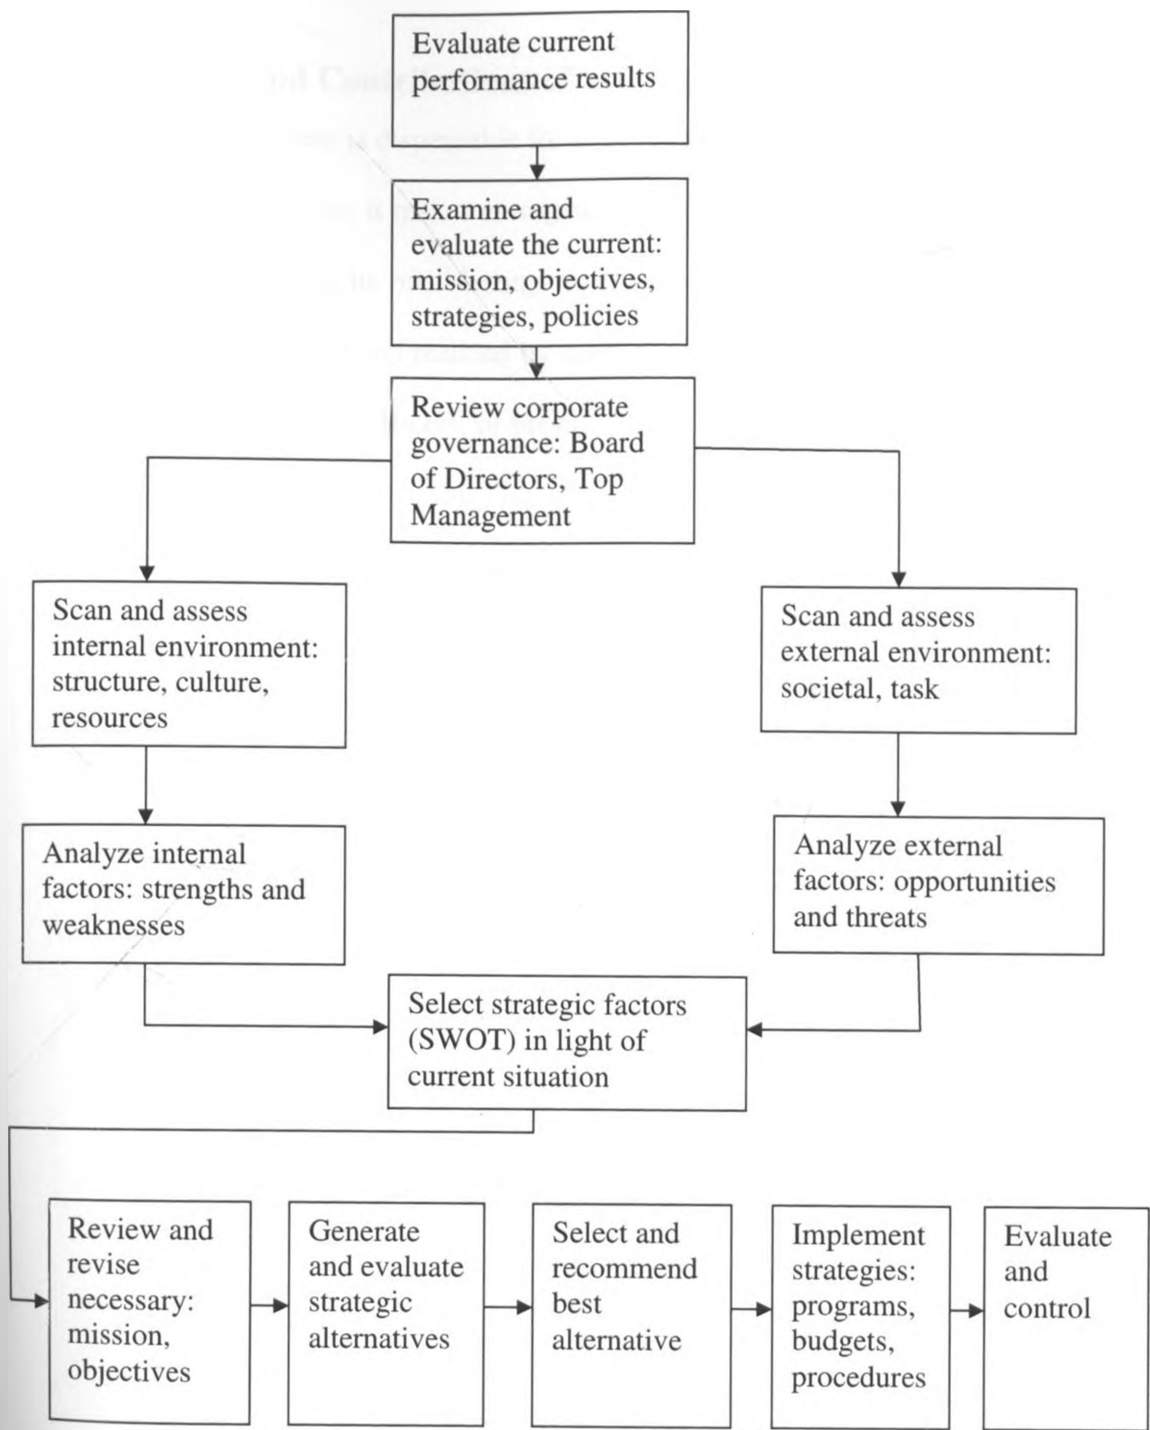 Evaluate current
performance results
Examine and
evaluate the current:
mission, objectives,
strategies, policies
Review corporate
governance: Board
of Directors, Top
Management
Scan and assess
internal environment:
structure, culture,
resources
Scan and assess
external environment:
societal, task
Analyze internal
factors: strengths and
weaknesses
Analyze external
factors: opportunities
and threats
Select strategic factors
(SWOT) in light of
current situation
Review and
revise
necessary:
mission,
objectives
Generate
and evaluate
strategic
alternatives
Select and
recommend
best
alternative
Implement
strategies:
programs,
budgets,
procedures
Evaluate
and
control